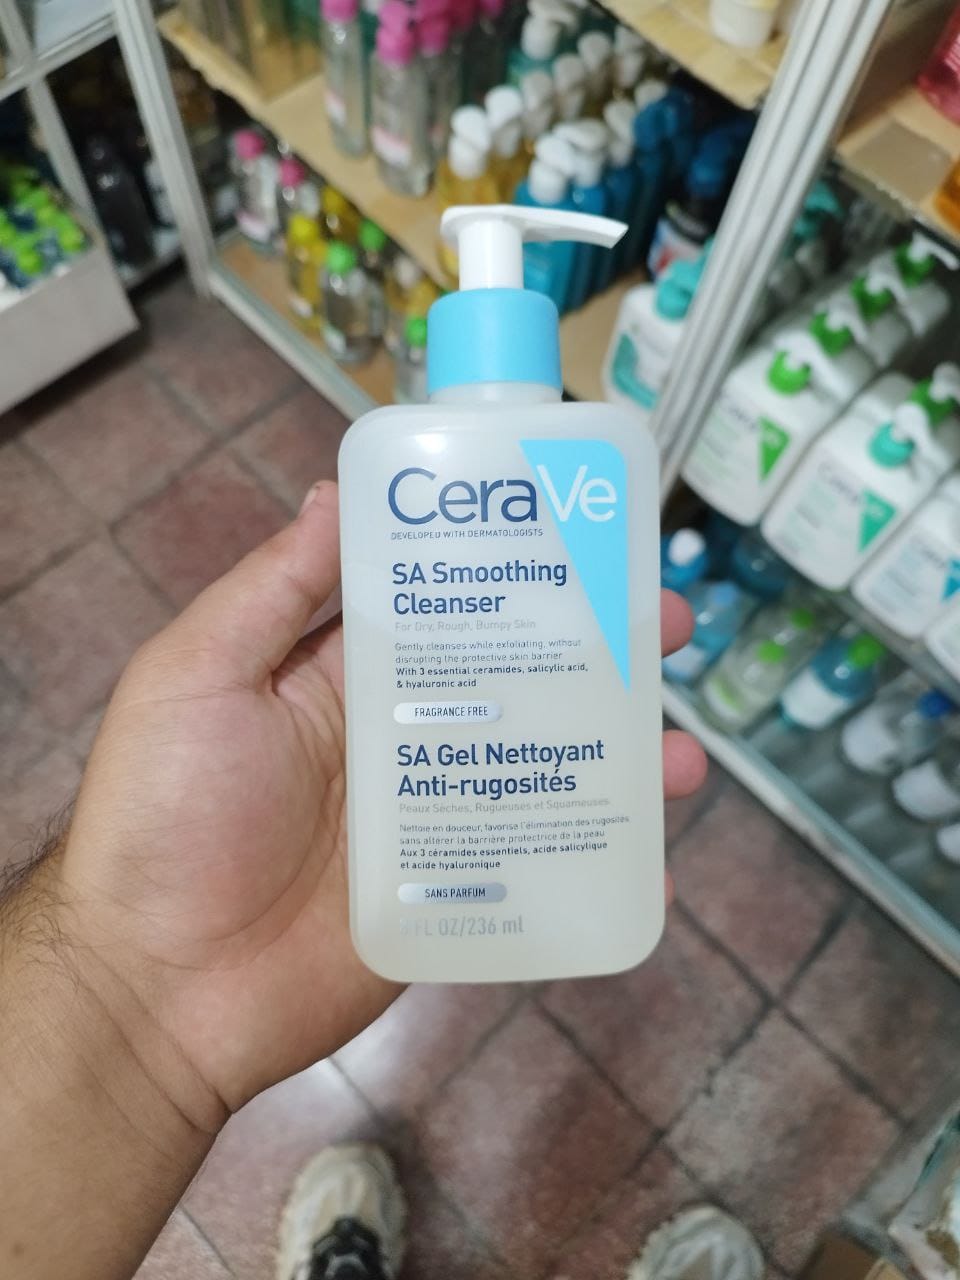 CeraVe
DEVELOPED WITH DERMATOLOGISTS
SA Smoothing
Cleanser
For Dry, Rough, Bumpy Skin
Gently cleanses while exfoliating, without
disrupting the protective skin barrier
With 3 essential ceramides, salicylic acid,
& hyaluronic acid
FRAGRANCE FREE
SA Gel Nettoyant
Anti-rugosités
Peaux Sèches, Rugueuses et Squameuses
Nettoie en douceur, favorise l'élimination des rugosités
sans altérer la barrière protectrice de la peau
Aux 3 céramides essentiels, acide salicylique
et acide hyaluronique
SANS PARFUM
8 FL OZ/236 ml